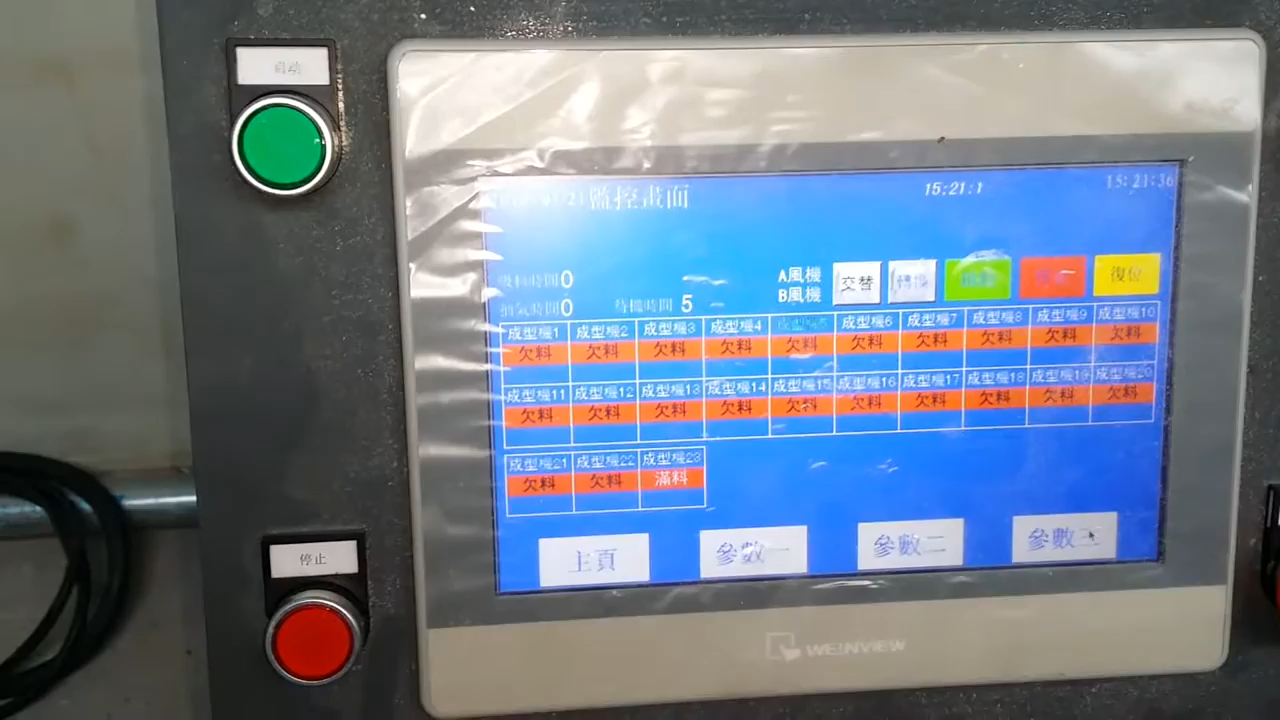 启动
監控畫面
15:21:1
15:21:36
吸料時間 0
A風機
交替
轉換
復位
抽氣時間 0
待機時間 5
B風機
成型機1 成型機2 成型機3 成型機4 成型機5 成型機6 成型機7 成型機8 成型機9 成型機10
欠料 欠料 欠料 欠料 欠料 欠料 欠料 欠料 欠料 欠料
成型機11 成型機12 成型機13 成型機14 成型機15 成型機16 成型機17 成型機18 成型機19 成型機20
欠料 欠料 欠料 欠料 欠料 欠料 欠料 欠料 欠料 欠料
成型機21 成型機22 成型機23
欠料 欠料 滿料
主頁 參數一 參數二 參數三
停止
WEINVIEW